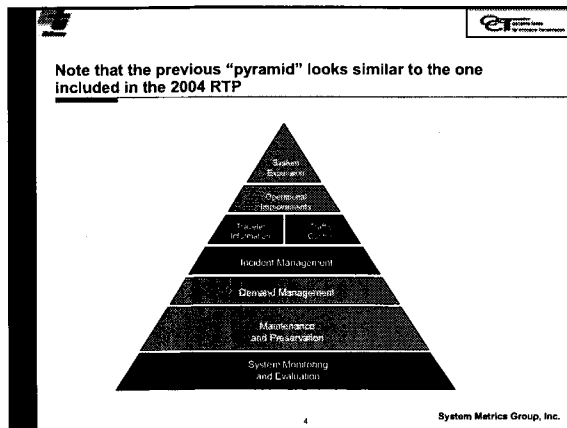 Note that the previous “pyramid” looks similar to the one
included in the 2004 RTP
System
Expansion
Operational
Improvements
Traveler
Information
Traffic
Control
Incident Management
Demand Management
Maintenance
and Preservation
System Monitoring
and Evaluation
4
System Metrics Group, Inc.